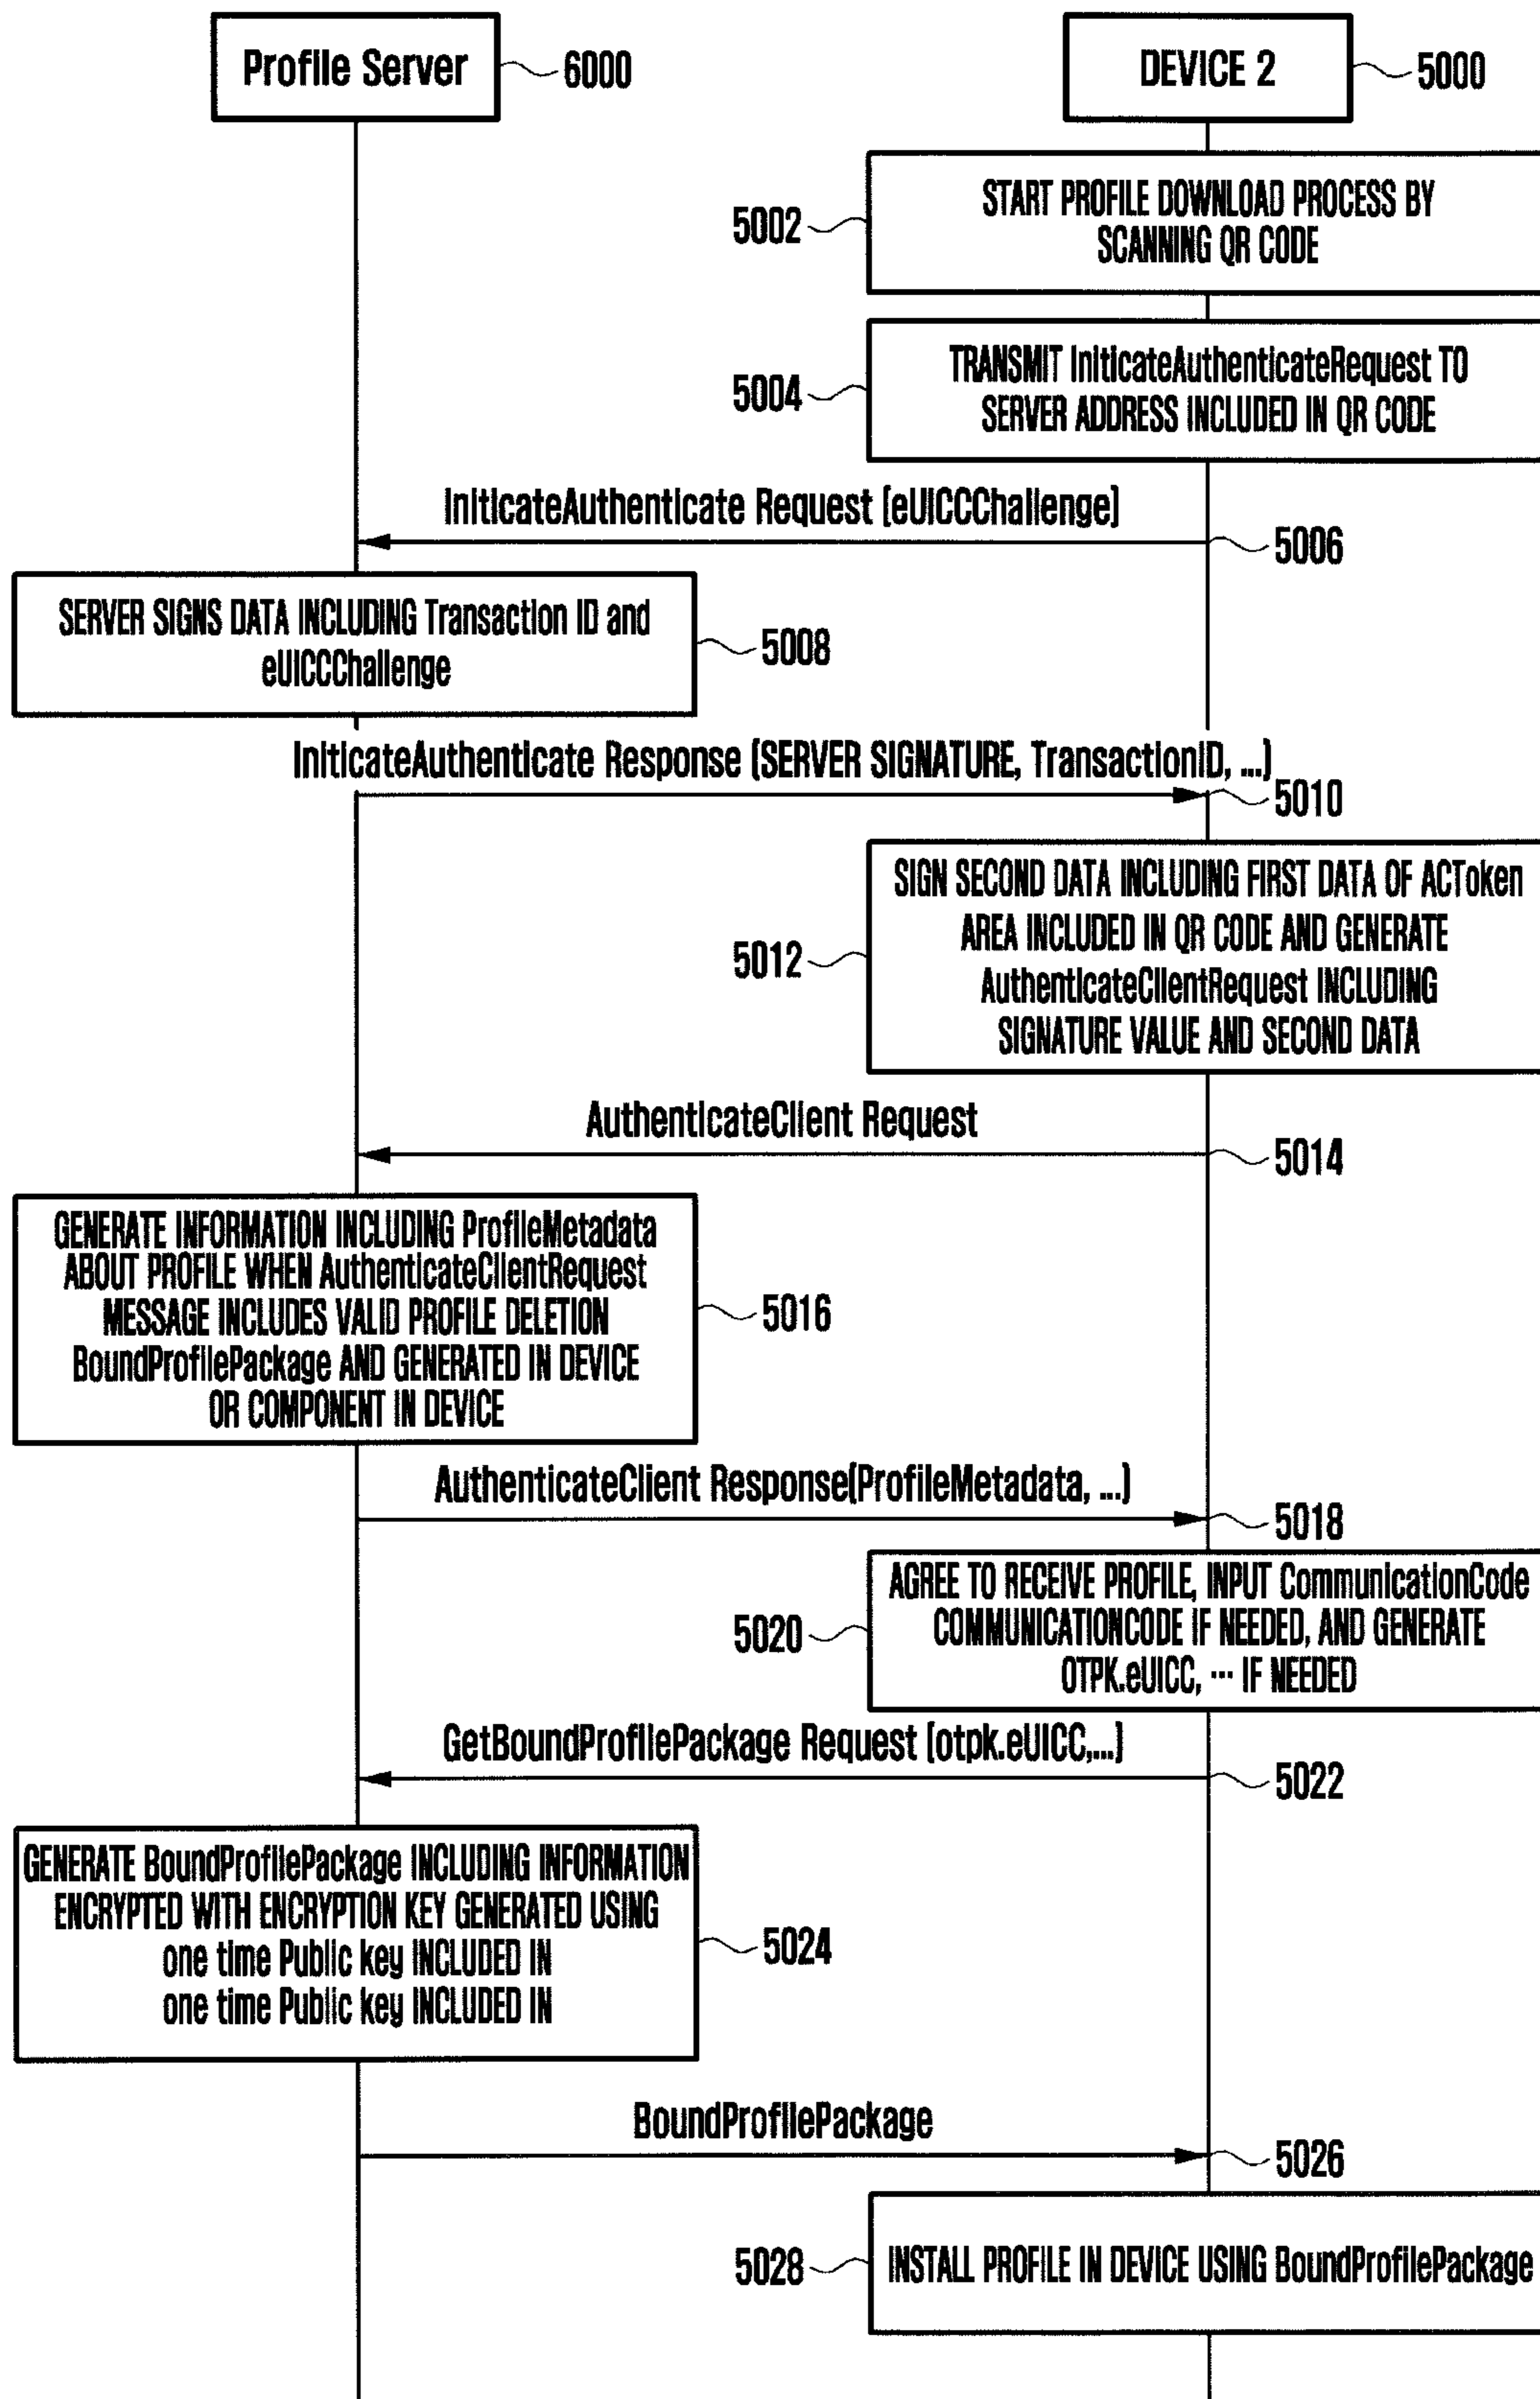 Profile Server
6000
DEVICE 2
5000
START PROFILE DOWNLOAD PROCESS BY
SCANNING QR CODE
5002
TRANSMIT IniticateAuthenticateRequest TO
SERVER ADDRESS INCLUDED IN QR CODE
5004
IniticateAuthenticate Request (eUICCChallenge)
5006
SERVER SIGNS DATA INCLUDING Transaction ID and
eUICCChallenge
5008
IniticateAuthenticate Response (SERVER SIGNATURE, TransactionID, ...)
5010
SIGN SECOND DATA INCLUDING FIRST DATA OF ACToken
AREA INCLUDED IN QR CODE AND GENERATE
AuthenticateClientRequest INCLUDING
SIGNATURE VALUE AND SECOND DATA
5012
AuthenticateClient Request
5014
GENERATE INFORMATION INCLUDING ProfileMetadata
ABOUT PROFILE WHEN AuthenticateClientRequest
MESSAGE INCLUDES VALID PROFILE DELETION
BoundProfilePackage AND GENERATED IN DEVICE
OR COMPONENT IN DEVICE
5016
AuthenticateClient Response(ProfileMetadata, ...)
5018
AGREE TO RECEIVE PROFILE, INPUT CommunicationCode
COMMUNICATIONCODE IF NEEDED, AND GENERATE
OTPK.eUICC, ... IF NEEDED
5020
GetBoundProfilePackage Request (otpk.eUICC,...)
5022
GENERATE BoundProfilePackage INCLUDING INFORMATION
ENCRYPTED WITH ENCRYPTION KEY GENERATED USING
one time Public key INCLUDED IN
one time Public key INCLUDED IN
5024
BoundProfilePackage
5026
INSTALL PROFILE IN DEVICE USING BoundProfilePackage
5028